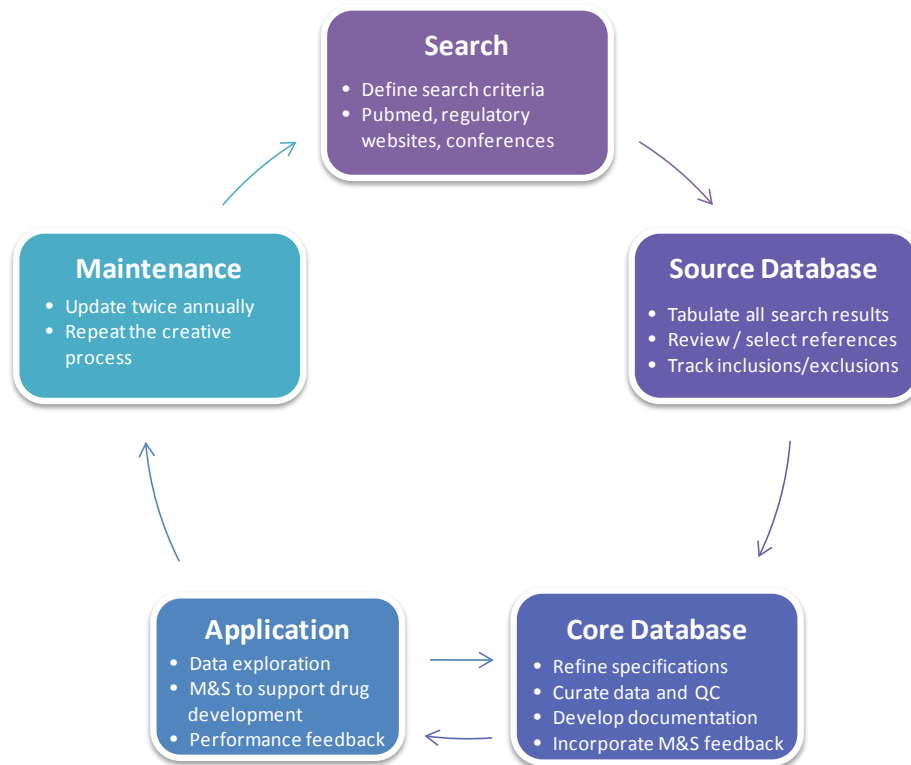 Search
• Define search criteria
• Pubmed, regulatory
websites, conferences
Maintenance
• Update twice annually
• Repeat the creative
process
Source Database
• Tabulate all search results
• Review / select references
• Track inclusions/exclusions
Application
• Data exploration
• M&S to support drug
development
• Performance feedback
Core Database
• Refine specifications
• Curate data and QC
• Develop documentation
• Incorporate M&S feedback